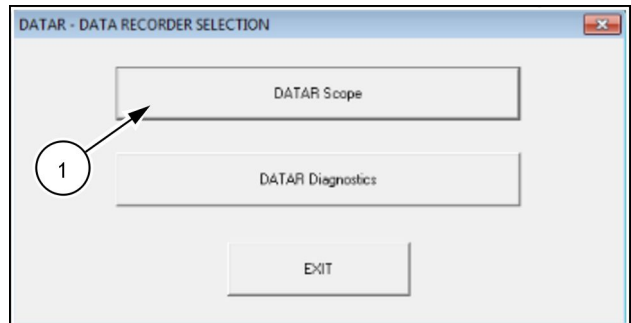 DATAR - DATA RECORDER SELECTION
DATAR Scope
1
DATAR Diagnostics
EXIT